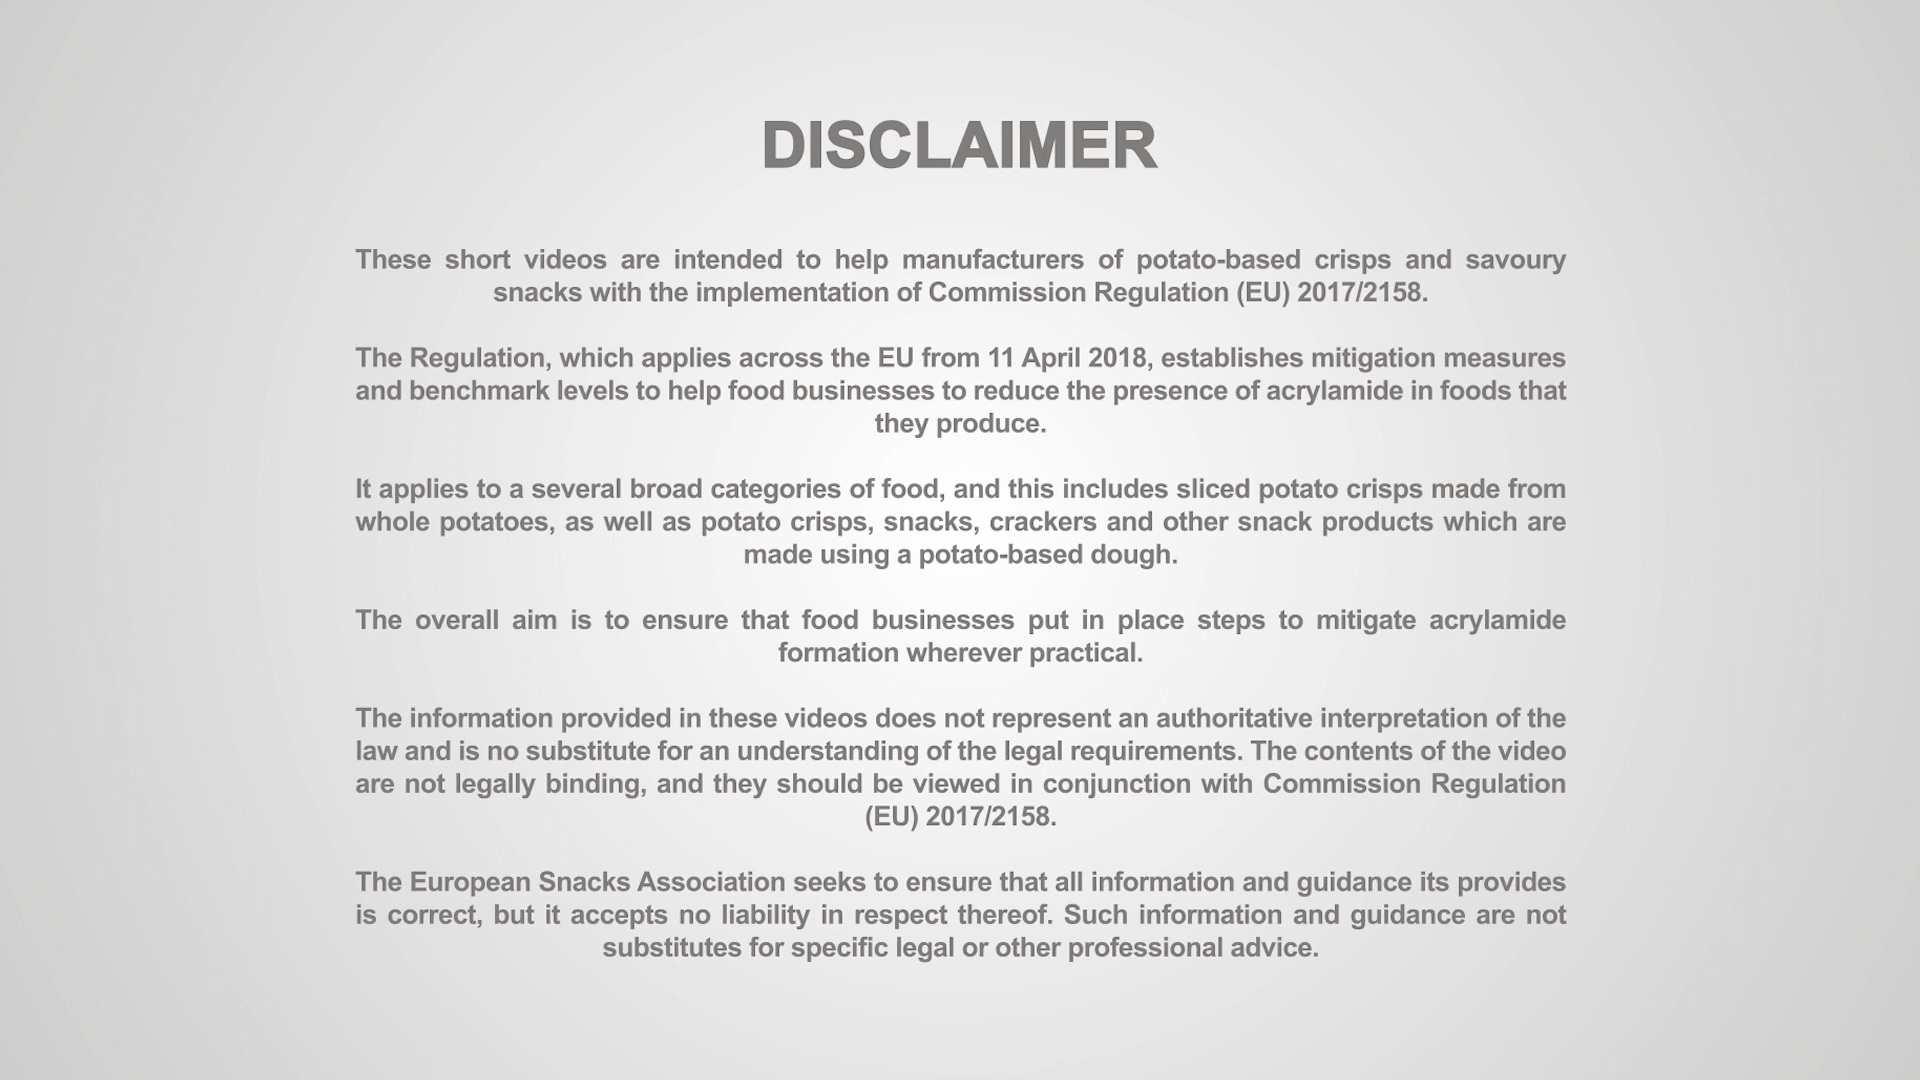 DISCLAIMER
These short videos are intended to help manufacturers of potato-based crisps and savoury
snacks with the implementation of Commission Regulation (EU) 2017/2158.
The Regulation, which applies across the EU from 11 April 2018, establishes mitigation measures
and benchmark levels to help food businesses to reduce the presence of acrylamide in foods that
they produce.
It applies to a several broad categories of food, and this includes sliced potato crisps made from
whole potatoes, as well as potato crisps, snacks, crackers and other snack products which are
made using a potato-based dough.
The overall aim is to ensure that food businesses put in place steps to mitigate acrylamide
formation wherever practical.
The information provided in these videos does not represent an authoritative interpretation of the
law and is no substitute for an understanding of the legal requirements. The contents of the video
are not legally binding, and they should be viewed in conjunction with Commission Regulation
(EU) 2017/2158.
The European Snacks Association seeks to ensure that all information and guidance its provides
is correct, but it accepts no liability in respect thereof. Such information and guidance are not
substitutes for specific legal or other professional advice.